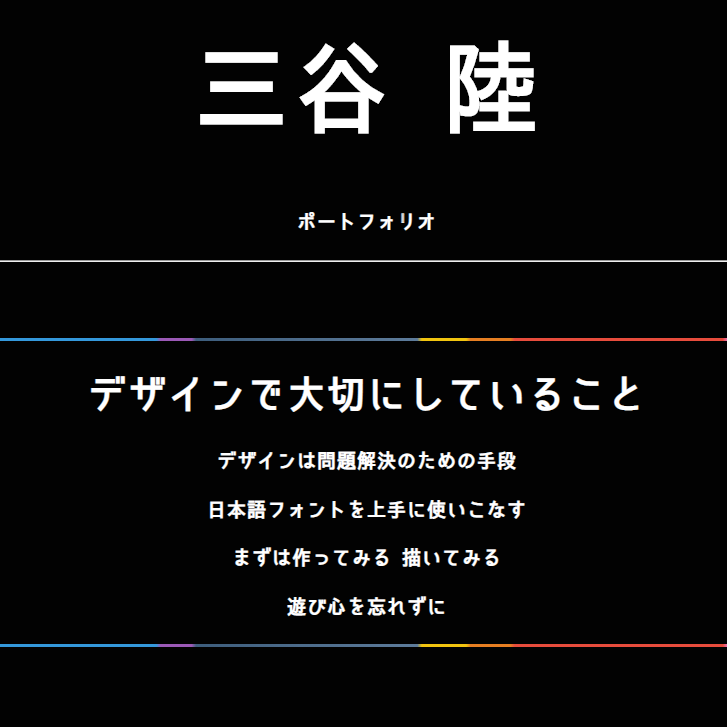 三谷 陸
ポートフォリオ
デザインで大切にしていること
デザインは問題解決のための手段
日本語フォントを上手に使いこなす
まずは作ってみる 描いてみる
遊び心を忘れずに